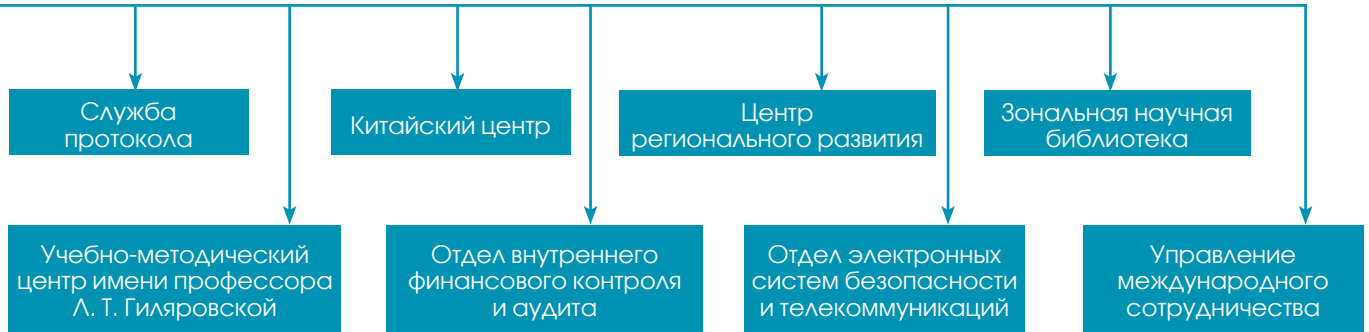 Служба
протокола
Китайский центр
Центр
регионального развития
Зональная научная
библиотека
Учебно-методический
центр имени профессора
Л. Т. Гиляровской
Отдел внутреннего
финансового контроля
и аудита
Отдел электронных
систем безопасности
и телекоммуникаций
Управление
международного
сотрудничества